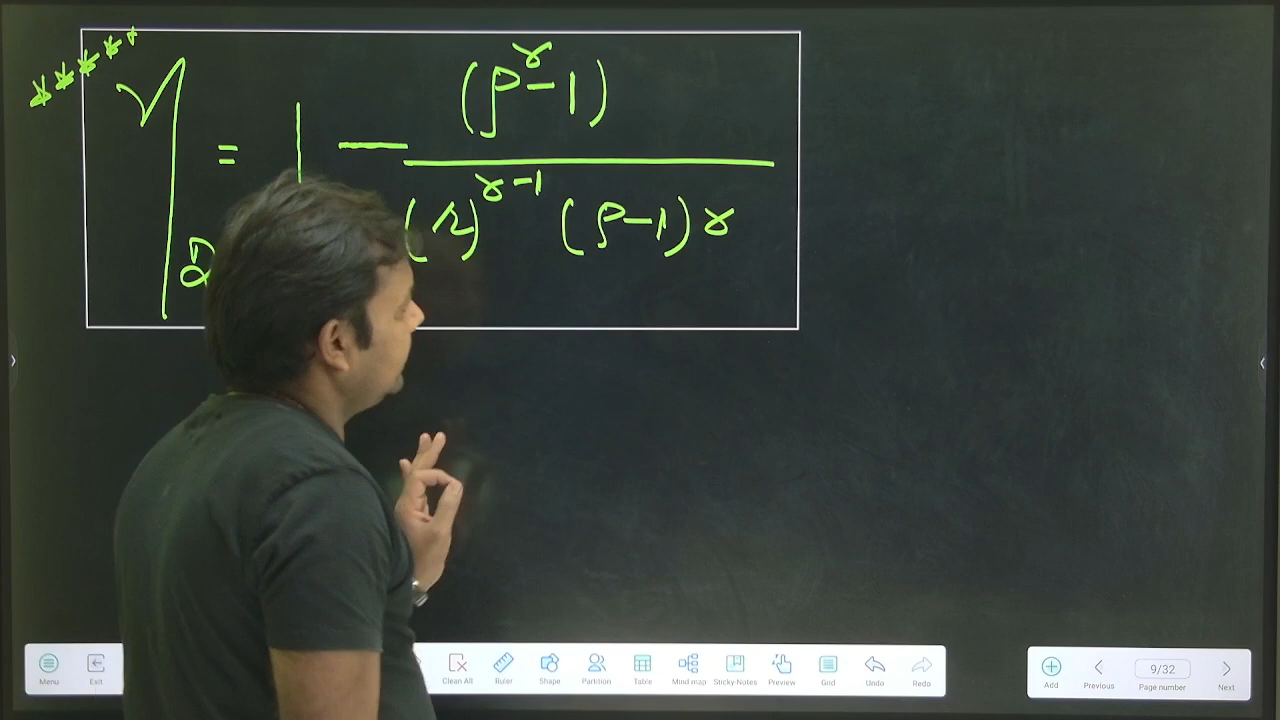 *****
η = 1 — (ρ^γ - 1)
(r)^γ-1 (ρ-1)γ
Menu Exit Clean All Ruler Shape Partition Table Mind map Sticky-Notes Preview Grid Undo Redo Add Previous 9/32 Page number Next